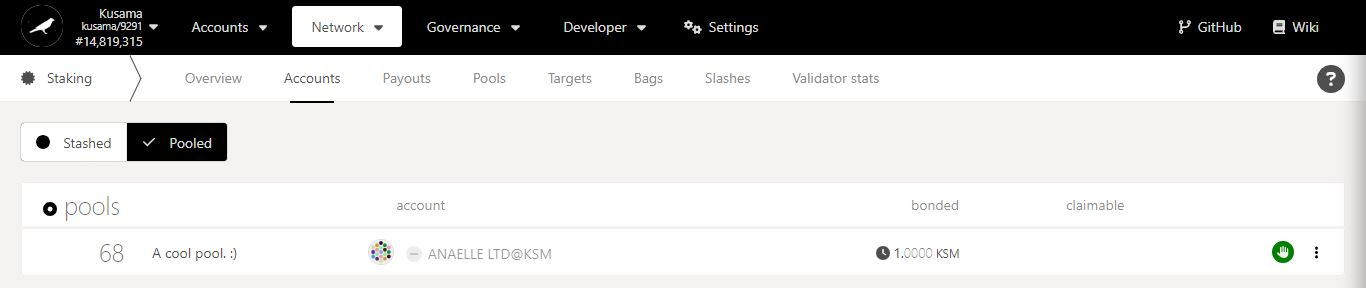 Kusama
kusama/9291
#14,819,315
Accounts
Network
Governance
Developer
Settings
GitHub
Wiki
Staking
Overview
Accounts
Payouts
Pools
Targets
Bags
Slashes
Validator stats
?
Stashed
Pooled
pools
account
bonded
claimable
68
A cool pool. :)
ANAELLE LTD@KSM
1.0000 KSM